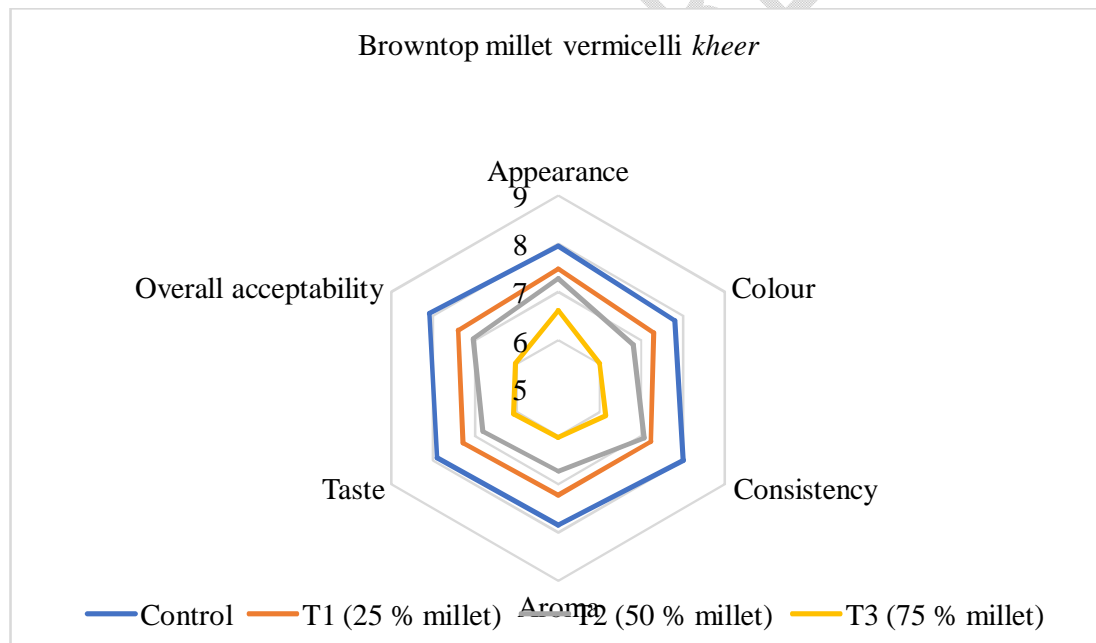 Browntop millet vermicelli kheer
Appearance
9
8
7
6
5
Overall acceptability
Colour
Taste
Consistency
Aroma
Control
T1 (25 % millet)
T2 (50 % millet)
T3 (75 % millet)